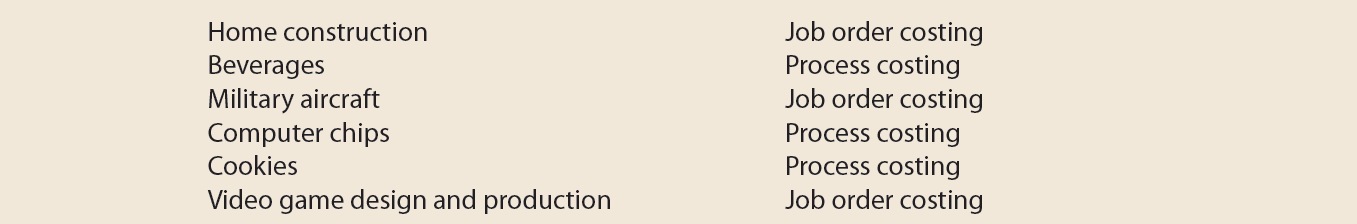 Home construction Job order costing
Beverages Process costing
Military aircraft Job order costing
Computer chips Process costing
Cookies Process costing
Video game design and production Job order costing